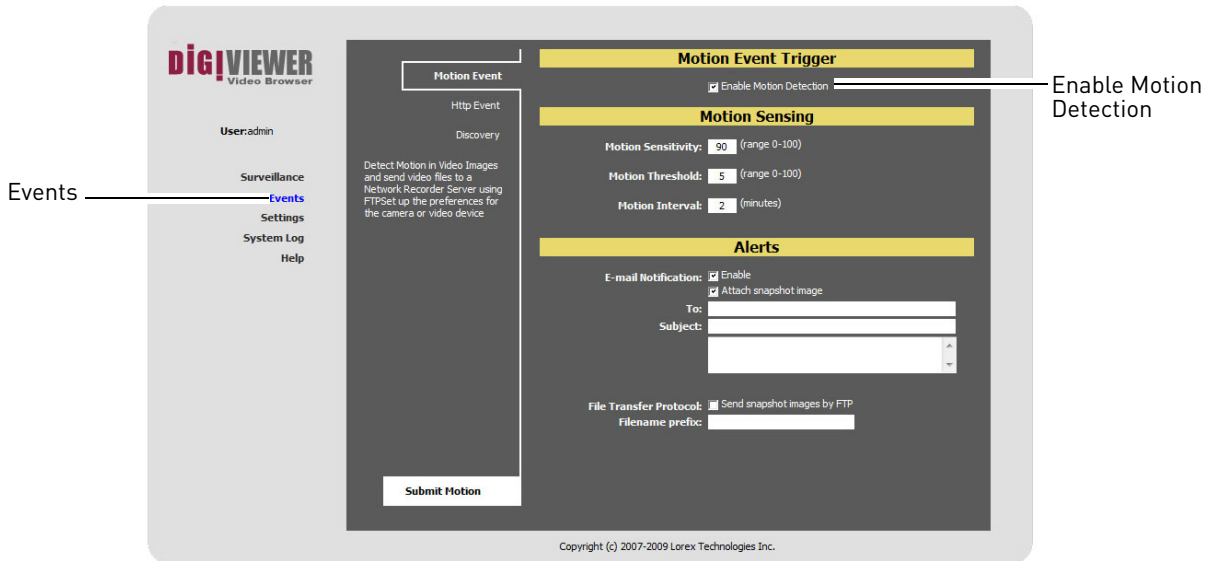 DiGiVIEWER
Video Browser
User:admin
Surveillance
Events
Settings
System Log
Help
Events
Motion Event
Http Event
Discovery
Detect Motion in Video Images
and send video files to a
Network Recorder Server using
FTPSet up the preferences for
the camera or video device
Submit Motion
Motion Event Trigger
Enable Motion Detection
Enable Motion
Detection
Motion Sensing
Motion Sensitivity: 90 (range 0-100)
Motion Threshold: 5 (range 0-100)
Motion Interval: 2 (minutes)
Alerts
E-mail Notification: Enable
Attach snapshot image
To:
Subject:
File Transfer Protocol: Send snapshot images by FTP
Filename prefix:
Copyright (c) 2007-2009 Lorex Technologies Inc.